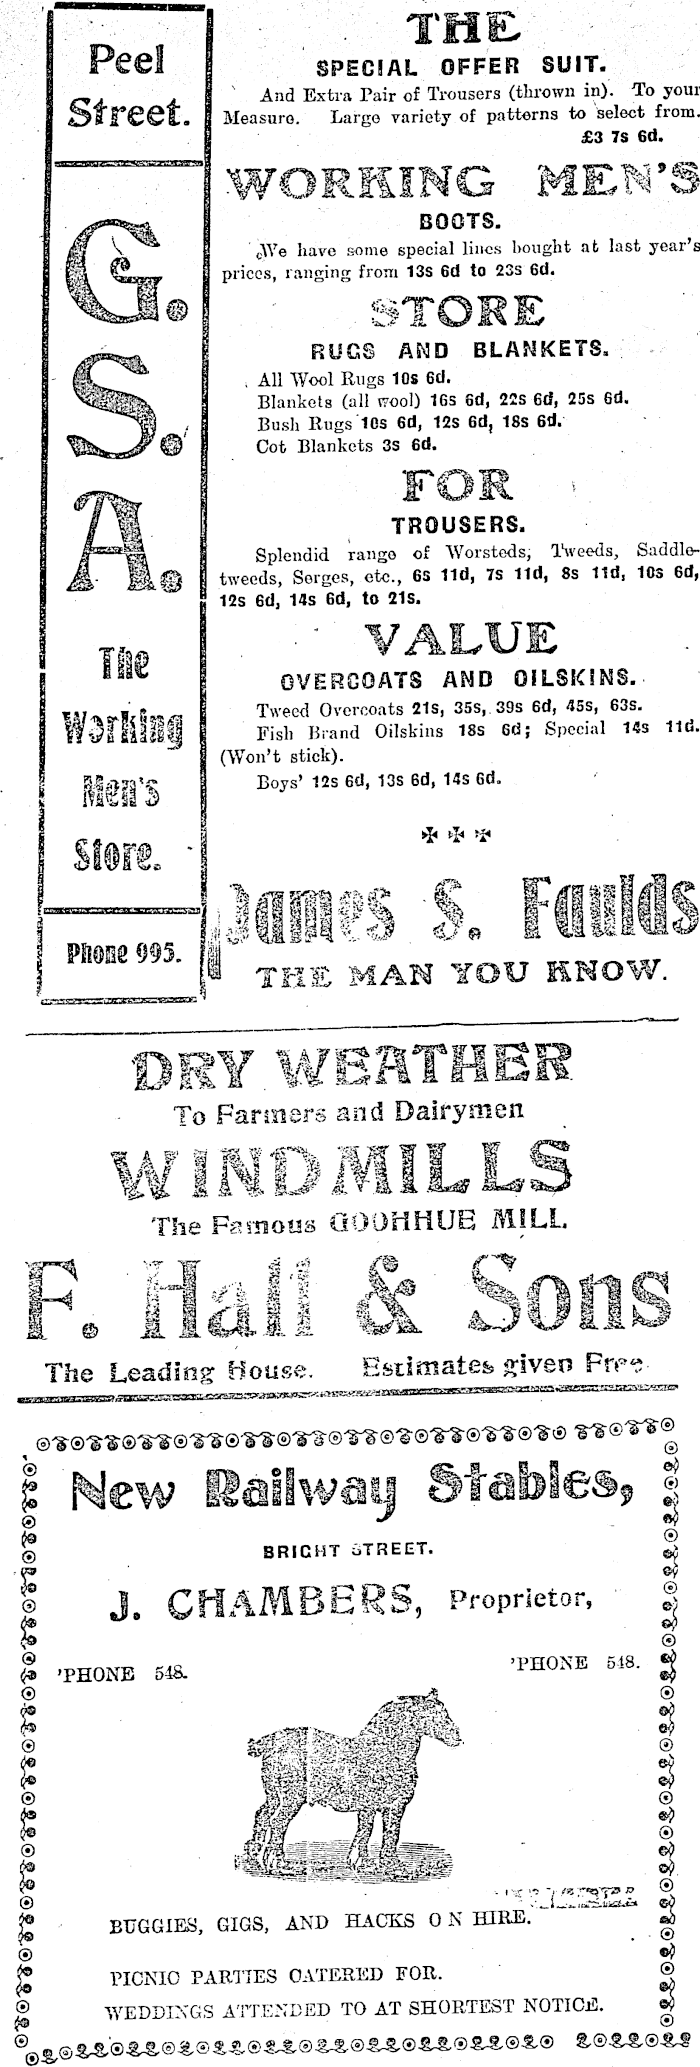 Peel
Street.
G.
S.
A.
The
Working
Men's
Store.
Phone 995.
THE
SPECIAL OFFER SUIT.
And Extra Pair of Trousers (thrown in). To your
Measure. Large variety of patterns to select from.
£3 7s 6d.
WORKING MEN'S
BOOTS.
We have some special lines bought at last year's
prices, ranging from 13s 6d to 23s 6d.
STORE
RUGS AND BLANKETS.
All Wool Rugs 10s 6d.
Blankets (all wool) 16s 6d, 22s 6d, 25s 6d.
Bush Rugs 10s 6d, 12s 6d, 18s 6d.
Cot Blankets 3s 6d.
FOR
TROUSERS.
Splendid range of Worsteds, Tweeds, Saddle-
tweeds, Serges, etc., 6s 11d, 7s 11d, 8s 11d, 10s 6d,
12s 6d, 14s 6d, to 21s.
VALUE
OVERCOATS AND OILSKINS.
Tweed Overcoats 21s, 35s, 39s 6d, 45s, 63s.
Fish Brand Oilskins 18s 6d; Special 14s 11d.
(Won't stick).
Boys' 12s 6d, 13s 6d, 14s 6d.
James S. Faulds
THE MAN YOU KNOW.
DRY WEATHER
To Farmers and Dairymen
WINDMILLS
The Famous GOOHHUE MILL.
F. Hall & Sons
The Leading House. Estimates given Free
New Railway Stables,
BRIGHT STREET.
J. CHAMBERS, Proprietor,
'PHONE 548. 'PHONE 548.
BUGGIES, GIGS, AND HACKS ON HIRE.
PICNIC PARTIES CATERED FOR.
WEDDINGS ATTENDED TO AT SHORTEST NOTICE.